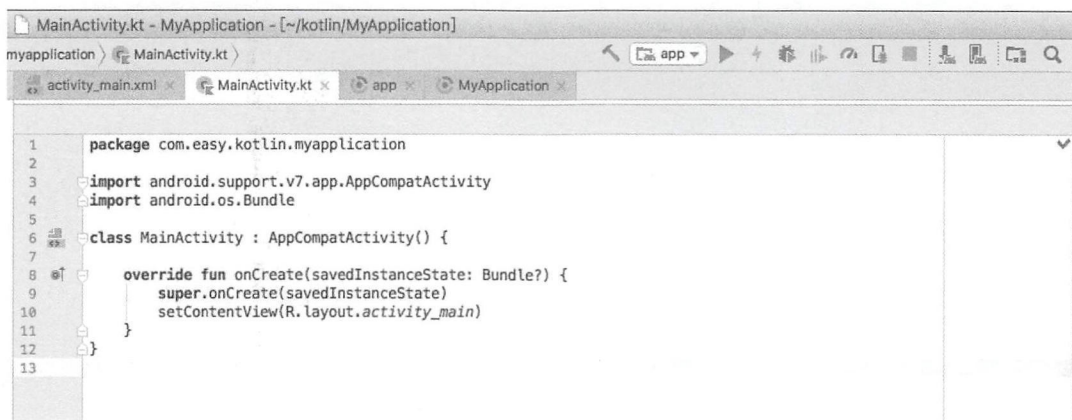 MainActivity.kt - MyApplication - [~/kotlin/MyApplication]
myapplication MainActivity.kt
app
activity_main.xml MainActivity.kt app MyApplication
1 package com.easy.kotlin.myapplication
2
3 import android.support.v7.app.AppCompatActivity
4 import android.os.Bundle
5
6 class MainActivity : AppCompatActivity() {
7
8 override fun onCreate(savedInstanceState: Bundle?) {
9 super.onCreate(savedInstanceState)
10 setContentView(R.layout.activity_main)
11 }
12 }
13